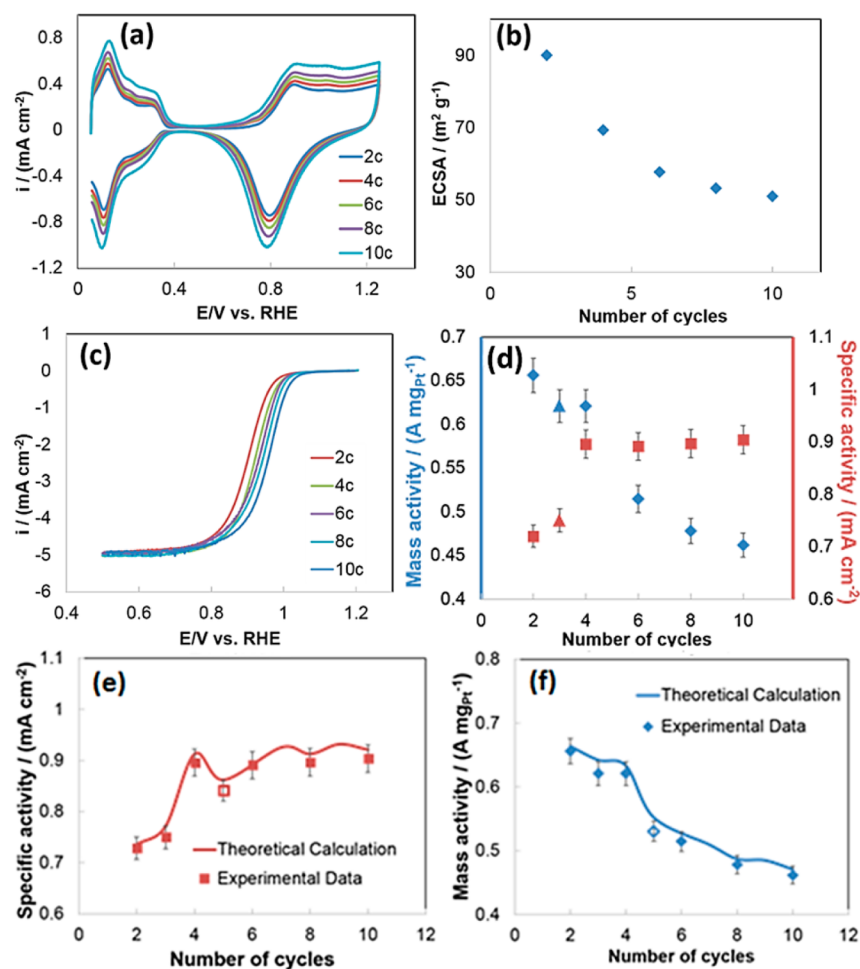 (a)
0.8
0.4
0
-0.4
-0.8
-1.2
i / (mA cm-2)
2c
4c
6c
8c
10c
0 0.4 0.8 1.2
E/V vs. RHE
(b)
90
70
50
30
ECSA / (m² g⁻¹)
0 5 10
Number of cycles
(c)
0
-1
-2
-3
-4
-5
-6
i / (mA cm⁻²)
2c
4c
6c
8c
10c
0.4 0.6 0.8 1 1.2
E/V vs. RHE
(d)
0.7
0.65
0.6
0.55
0.5
0.45
0.4
Mass activity / (A mgPt⁻¹)
1.1
1
0.9
0.8
0.7
0.6
Specific activity / (mA cm⁻²)
0 2 4 6 8 10
Number of cycles
(e)
1.1
1
0.9
0.8
0.7
0.6
Specific activity / (mA cm⁻²)
Theoretical Calculation
Experimental Data
0 2 4 6 8 10 12
Number of cycles
(f)
0.8
0.7
0.6
0.5
0.4
Mass activity / (A mgPt⁻¹)
Theoretical Calculation
Experimental Data
0 2 4 6 8 10 12
Number of cycles